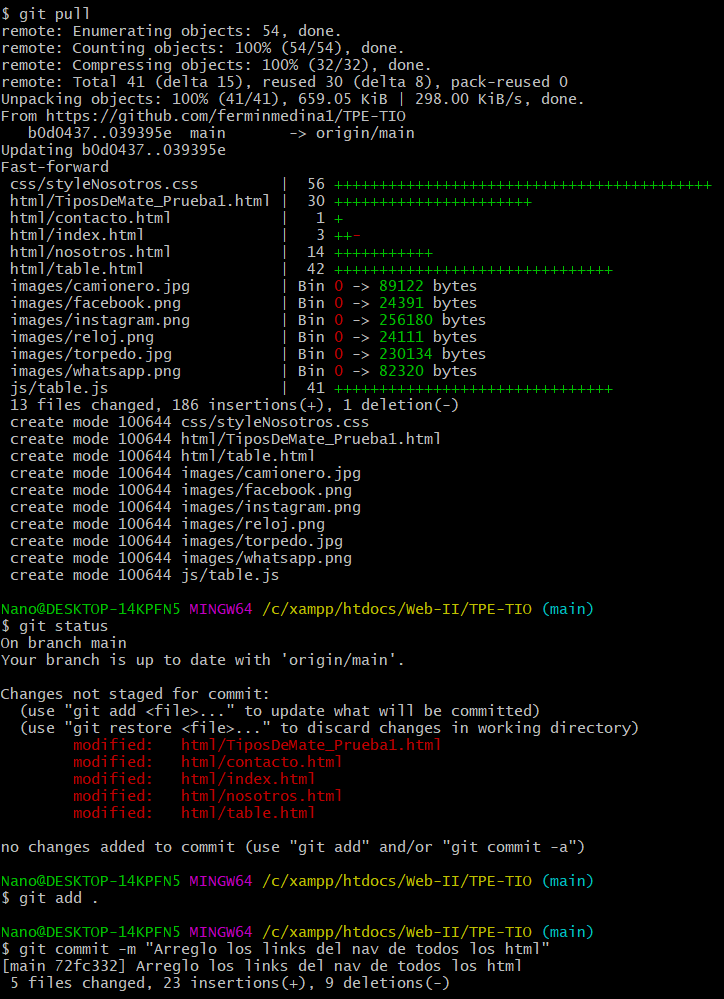 $ git pull
remote: Enumerating objects: 54, done.
remote: Counting objects: 100% (54/54), done.
remote: Compressing objects: 100% (32/32), done.
remote: Total 41 (delta 15), reused 30 (delta 8), pack-reused 0
Unpacking objects: 100% (41/41), 659.05 KiB | 298.00 KiB/s, done.
From https://github.com/ferminmedina1/TPE-TIO
   b0d0437..039395e  main       -> origin/main
Updating b0d0437..039395e
Fast-forward
 css/styleNosotros.css         |  56 ++++++++++++++++++++++++++++++++++++++++++
 html/TiposDeMate_Prueba1.html |  30 ++++++++++++++++++++++
 html/contacto.html            |   1 +
 html/index.html               |   3 ++-
 html/nosotros.html            |  14 +++++++++++
 html/table.html               |  42 +++++++++++++++++++++++++++++++
 images/camionero.jpg          | Bin 0 -> 89122 bytes
 images/facebook.png           | Bin 0 -> 24391 bytes
 images/instagram.png          | Bin 0 -> 256180 bytes
 images/reloj.png              | Bin 0 -> 24111 bytes
 images/torpedo.jpg            | Bin 0 -> 230134 bytes
 images/whatsapp.png           | Bin 0 -> 82320 bytes
 js/table.js                   |  41 +++++++++++++++++++++++++++++++
 13 files changed, 186 insertions(+), 1 deletion(-)
 create mode 100644 css/styleNosotros.css
 create mode 100644 html/TiposDeMate_Prueba1.html
 create mode 100644 html/table.html
 create mode 100644 images/camionero.jpg
 create mode 100644 images/facebook.png
 create mode 100644 images/instagram.png
 create mode 100644 images/reloj.png
 create mode 100644 images/torpedo.jpg
 create mode 100644 images/whatsapp.png
 create mode 100644 js/table.js

Nano@DESKTOP-14KPFN5 MINGW64 /c/xampp/htdocs/Web-II/TPE-TIO (main)
$ git status
On branch main
Your branch is up to date with 'origin/main'.

Changes not staged for commit:
  (use "git add <file>..." to update what will be committed)
  (use "git restore <file>..." to discard changes in working directory)
        modified:   html/TiposDeMate_Prueba1.html
        modified:   html/contacto.html
        modified:   html/index.html
        modified:   html/nosotros.html
        modified:   html/table.html

no changes added to commit (use "git add" and/or "git commit -a")

Nano@DESKTOP-14KPFN5 MINGW64 /c/xampp/htdocs/Web-II/TPE-TIO (main)
$ git add .

Nano@DESKTOP-14KPFN5 MINGW64 /c/xampp/htdocs/Web-II/TPE-TIO (main)
$ git commit -m "Arreglo los links del nav de todos los html"
[main 72fc332] Arreglo los links del nav de todos los html
 5 files changed, 23 insertions(+), 9 deletions(-)